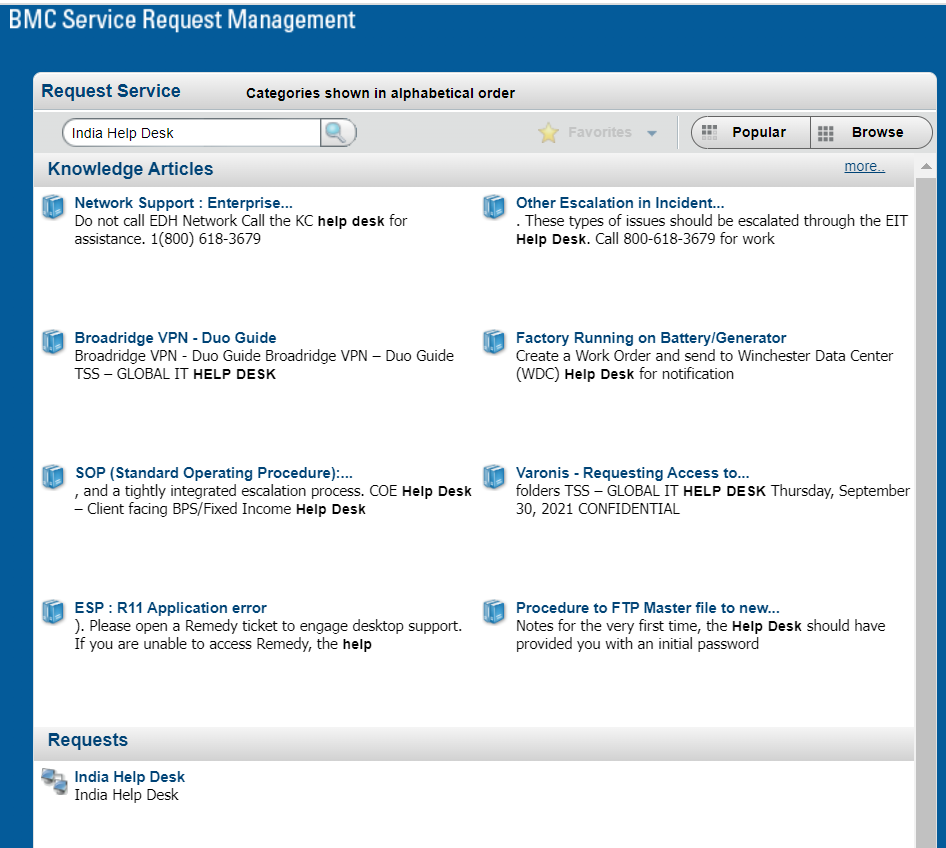 BMC Service Request Management
Request Service
Categories shown in alphabetical order
India Help Desk
Favorites
Popular
Browse
Knowledge Articles
more..
Network Support : Enterprise...
Do not call EDH Network Call the KC help desk for
assistance. 1(800) 618-3679
Other Escalation in Incident...
. These types of issues should be escalated through the EIT
Help Desk. Call 800-618-3679 for work
Broadridge VPN - Duo Guide
Broadridge VPN - Duo Guide Broadridge VPN – Duo Guide
TSS – GLOBAL IT HELP DESK
Factory Running on Battery/Generator
Create a Work Order and send to Winchester Data Center
(WDC) Help Desk for notification
SOP (Standard Operating Procedure):...
, and a tightly integrated escalation process. COE Help Desk
– Client facing BPS/Fixed Income Help Desk
Varonis - Requesting Access to...
folders TSS – GLOBAL IT HELP DESK Thursday, September
30, 2021 CONFIDENTIAL
ESP : R11 Application error
). Please open a Remedy ticket to engage desktop support.
If you are unable to access Remedy, the help
Procedure to FTP Master file to new...
Notes for the very first time, the Help Desk should have
provided you with an initial password
Requests
India Help Desk
India Help Desk